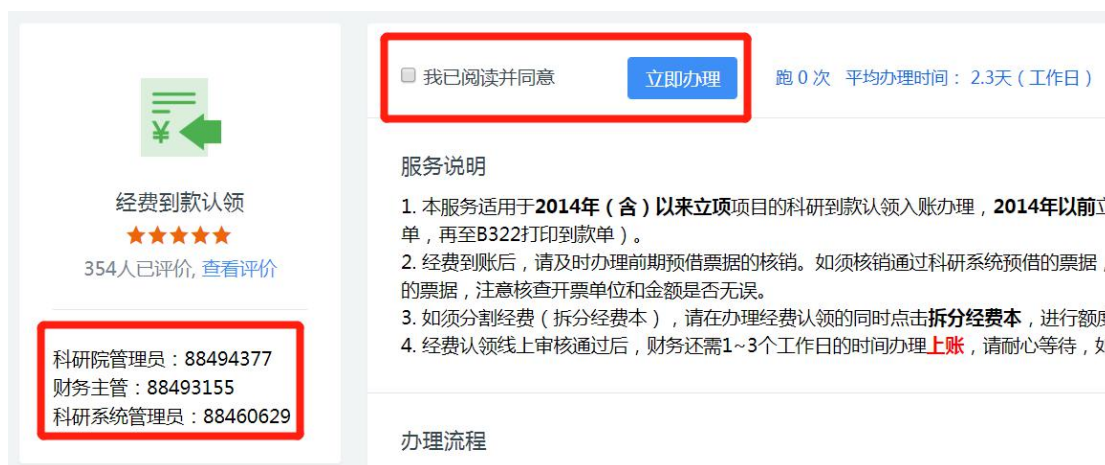 ¥
经费到款认领
354人已评价, 查看评价
科研院管理员：88494377
财务主管：88493155
科研系统管理员：88460629
我已阅读并同意 立即办理 跑 0 次 平均办理时间： 2.3天（工作日）
服务说明
1. 本服务适用于2014年（含）以来立项项目的科研到款认领入账办理，2014年以前
单，再至B322打印到款单）。
2. 经费到账后，请及时办理前期预借票据的核销。如须核销通过科研系统预借的票据，
的票据，注意核查开票单位和金额是否无误。
3. 如须分割经费（拆分经费本），请在办理经费认领的同时点击拆分经费本，进行额度
4. 经费认领线上审核通过后，财务还需1~3个工作日的时间办理上账，请耐心等待，如
办理流程